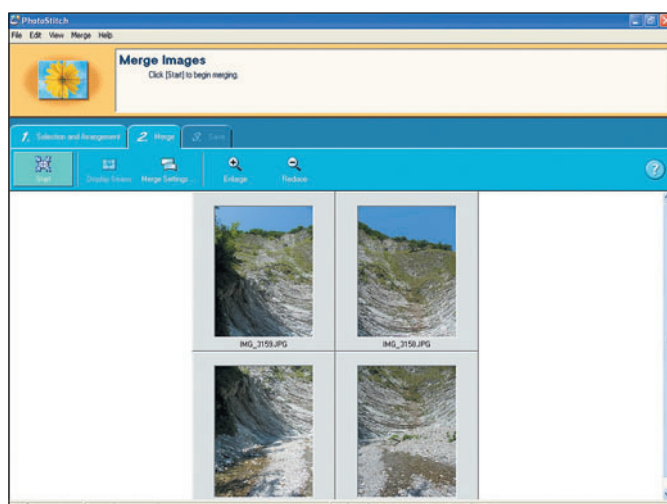 PhotoStitch
File Edit View Merge Help
Merge Images
Click [Start] to begin merging.
1. Selection and Arrangement 2. Merge 3. Save
Start Display Seams Merge Settings... Enlarge Reduce
?
IMG_3159.JPG IMG_3158.JPG